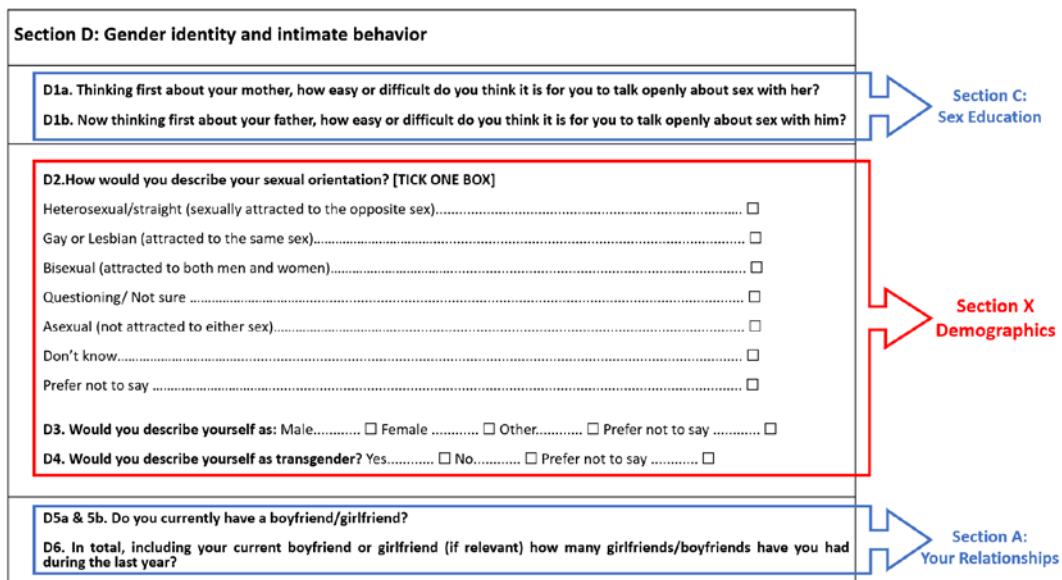 Section D: Gender identity and intimate behavior
D1a. Thinking first about your mother, how easy or difficult do you think it is for you to talk openly about sex with her?
D1b. Now thinking first about your father, how easy or difficult do you think it is for you to talk openly about sex with him?
Section C:
Sex Education
D2.How would you describe your sexual orientation? [TICK ONE BOX]
Heterosexual/straight (sexually attracted to the opposite sex)........................ ☐
Gay or Lesbian (attracted to the same sex)........................ ☐
Bisexual (attracted to both men and women)........................ ☐
Questioning/ Not sure ........................ ☐
Asexual (not attracted to either sex)........................ ☐
Don't know........................ ☐
Prefer not to say ........................ ☐
Section X
Demographics
D3. Would you describe yourself as: Male............ ☐ Female ............ ☐ Other............ ☐ Prefer not to say ............ ☐
D4. Would you describe yourself as transgender? Yes............ ☐ No............ ☐ Prefer not to say ............ ☐
D5a & 5b. Do you currently have a boyfriend/girlfriend?
D6. In total, including your current boyfriend or girlfriend (if relevant) how many girlfriends/boyfriends have you had
during the last year?
Section A:
Your Relationships